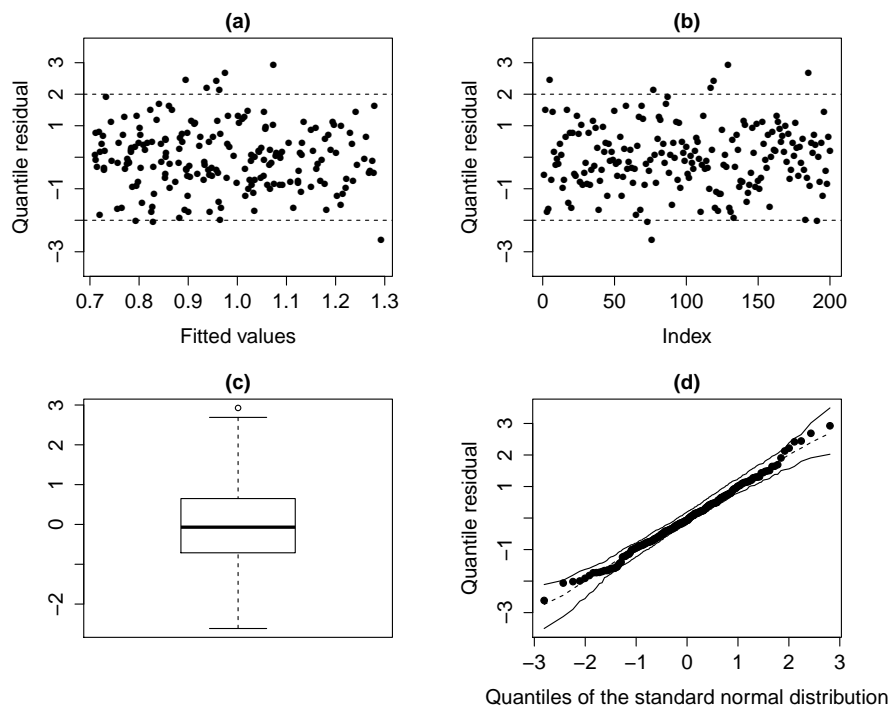 (a)
Quantile residual
3
2
1
−1
−3
0.7 0.8 0.9 1.0 1.1 1.2 1.3
Fitted values
(b)
Quantile residual
3
2
1
−1
−3
0 50 100 150 200
Index
(c)
3
2
0
−2
(d)
Quantile residual
3
1
−1
−3
−3 −2 −1 0 1 2 3
Quantiles of the standard normal distribution